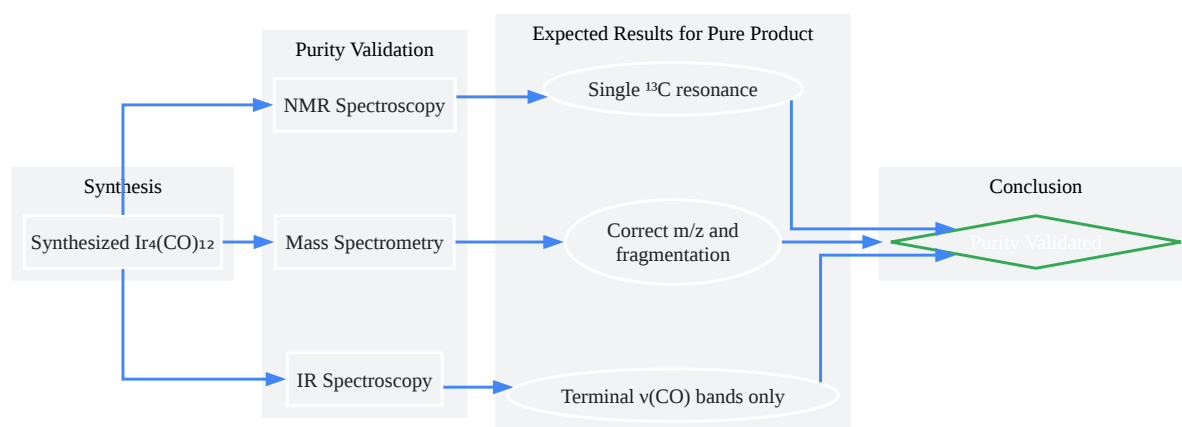 Synthesis
Synthesized Ir₄(CO)₁₂
Purity Validation
NMR Spectroscopy
Mass Spectrometry
IR Spectroscopy
Expected Results for Pure Product
Single ¹³C resonance
Correct m/z and
fragmentation
Terminal ν(CO) bands only
Conclusion
Purity Validated